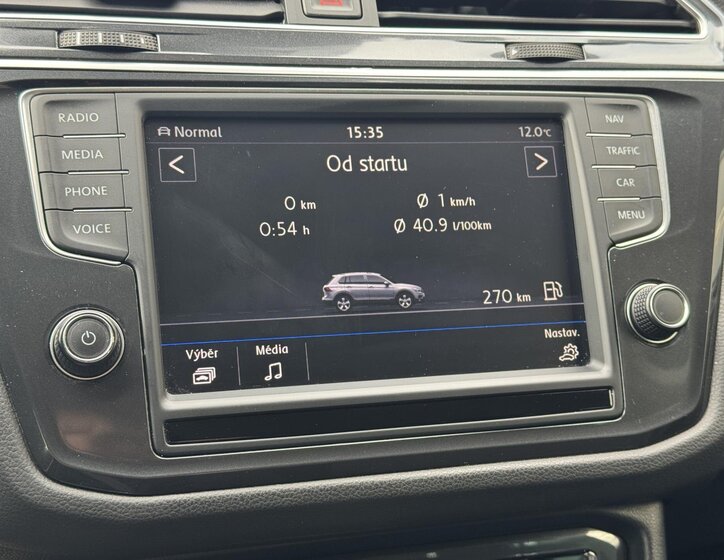 RADIO
MEDIA
PHONE
VOICE
Normal
15:35
12.0°C
<
Od startu
>
0 km
Ø 1 km/h
0:54 h
Ø 40.9 l/100km
270 km
Výběr
Média
Nastav.
NAV
TRAFFIC
CAR
MENU